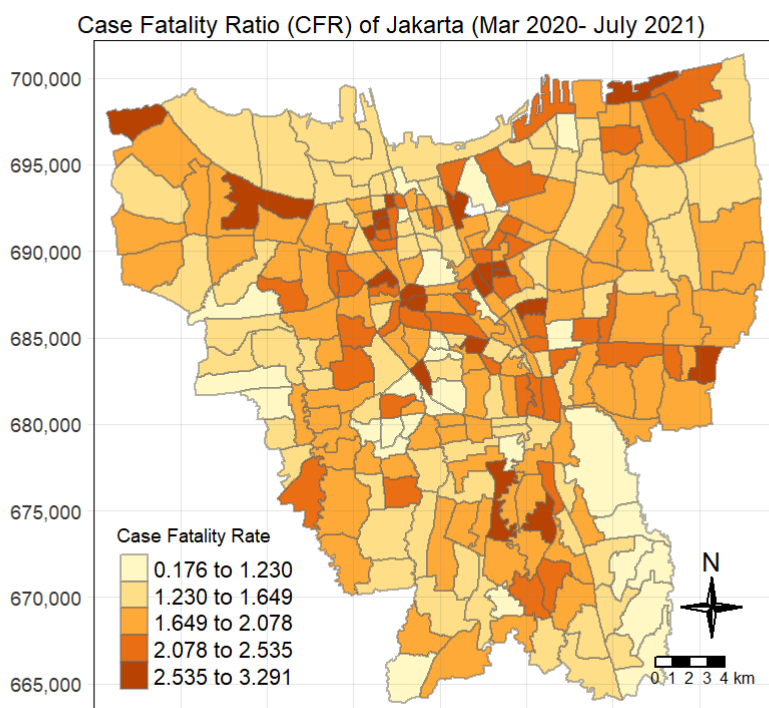 Case Fatality Ratio (CFR) of Jakarta (Mar 2020- July 2021)
700,000
695,000
690,000
685,000
680,000
675,000
670,000
665,000
Case Fatality Rate
0.176 to 1.230
1.230 to 1.649
1.649 to 2.078
2.078 to 2.535
2.535 to 3.291
N
0 1 2 3 4 km